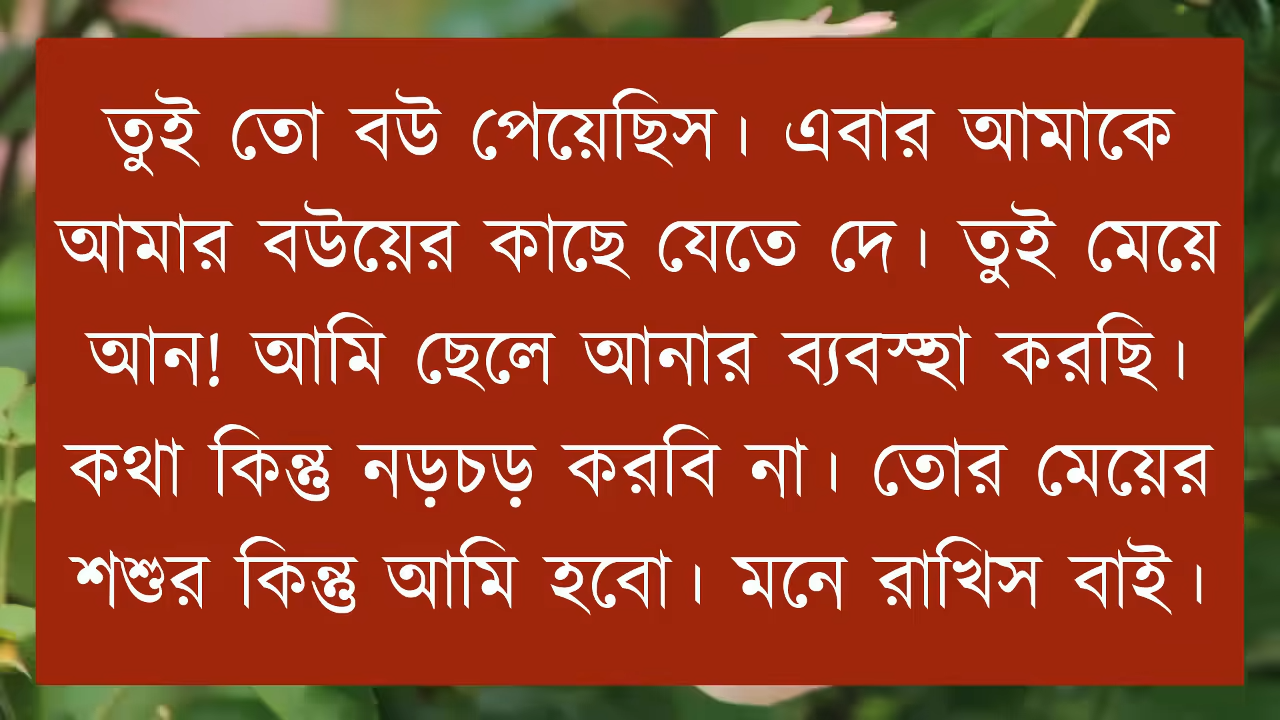 তুই তো বউ পেয়েছিস। এবার আমাকে
আমার বউয়ের কাছে যেতে দে। তুই মেয়ে
আন! আমি ছেলে আনার ব্যবস্হা করছি।
কথা কিন্তু নড়চড় করবি না। তোর মেয়ের
শশুর কিন্তু আমি হবো। মনে রাখিস বাই।